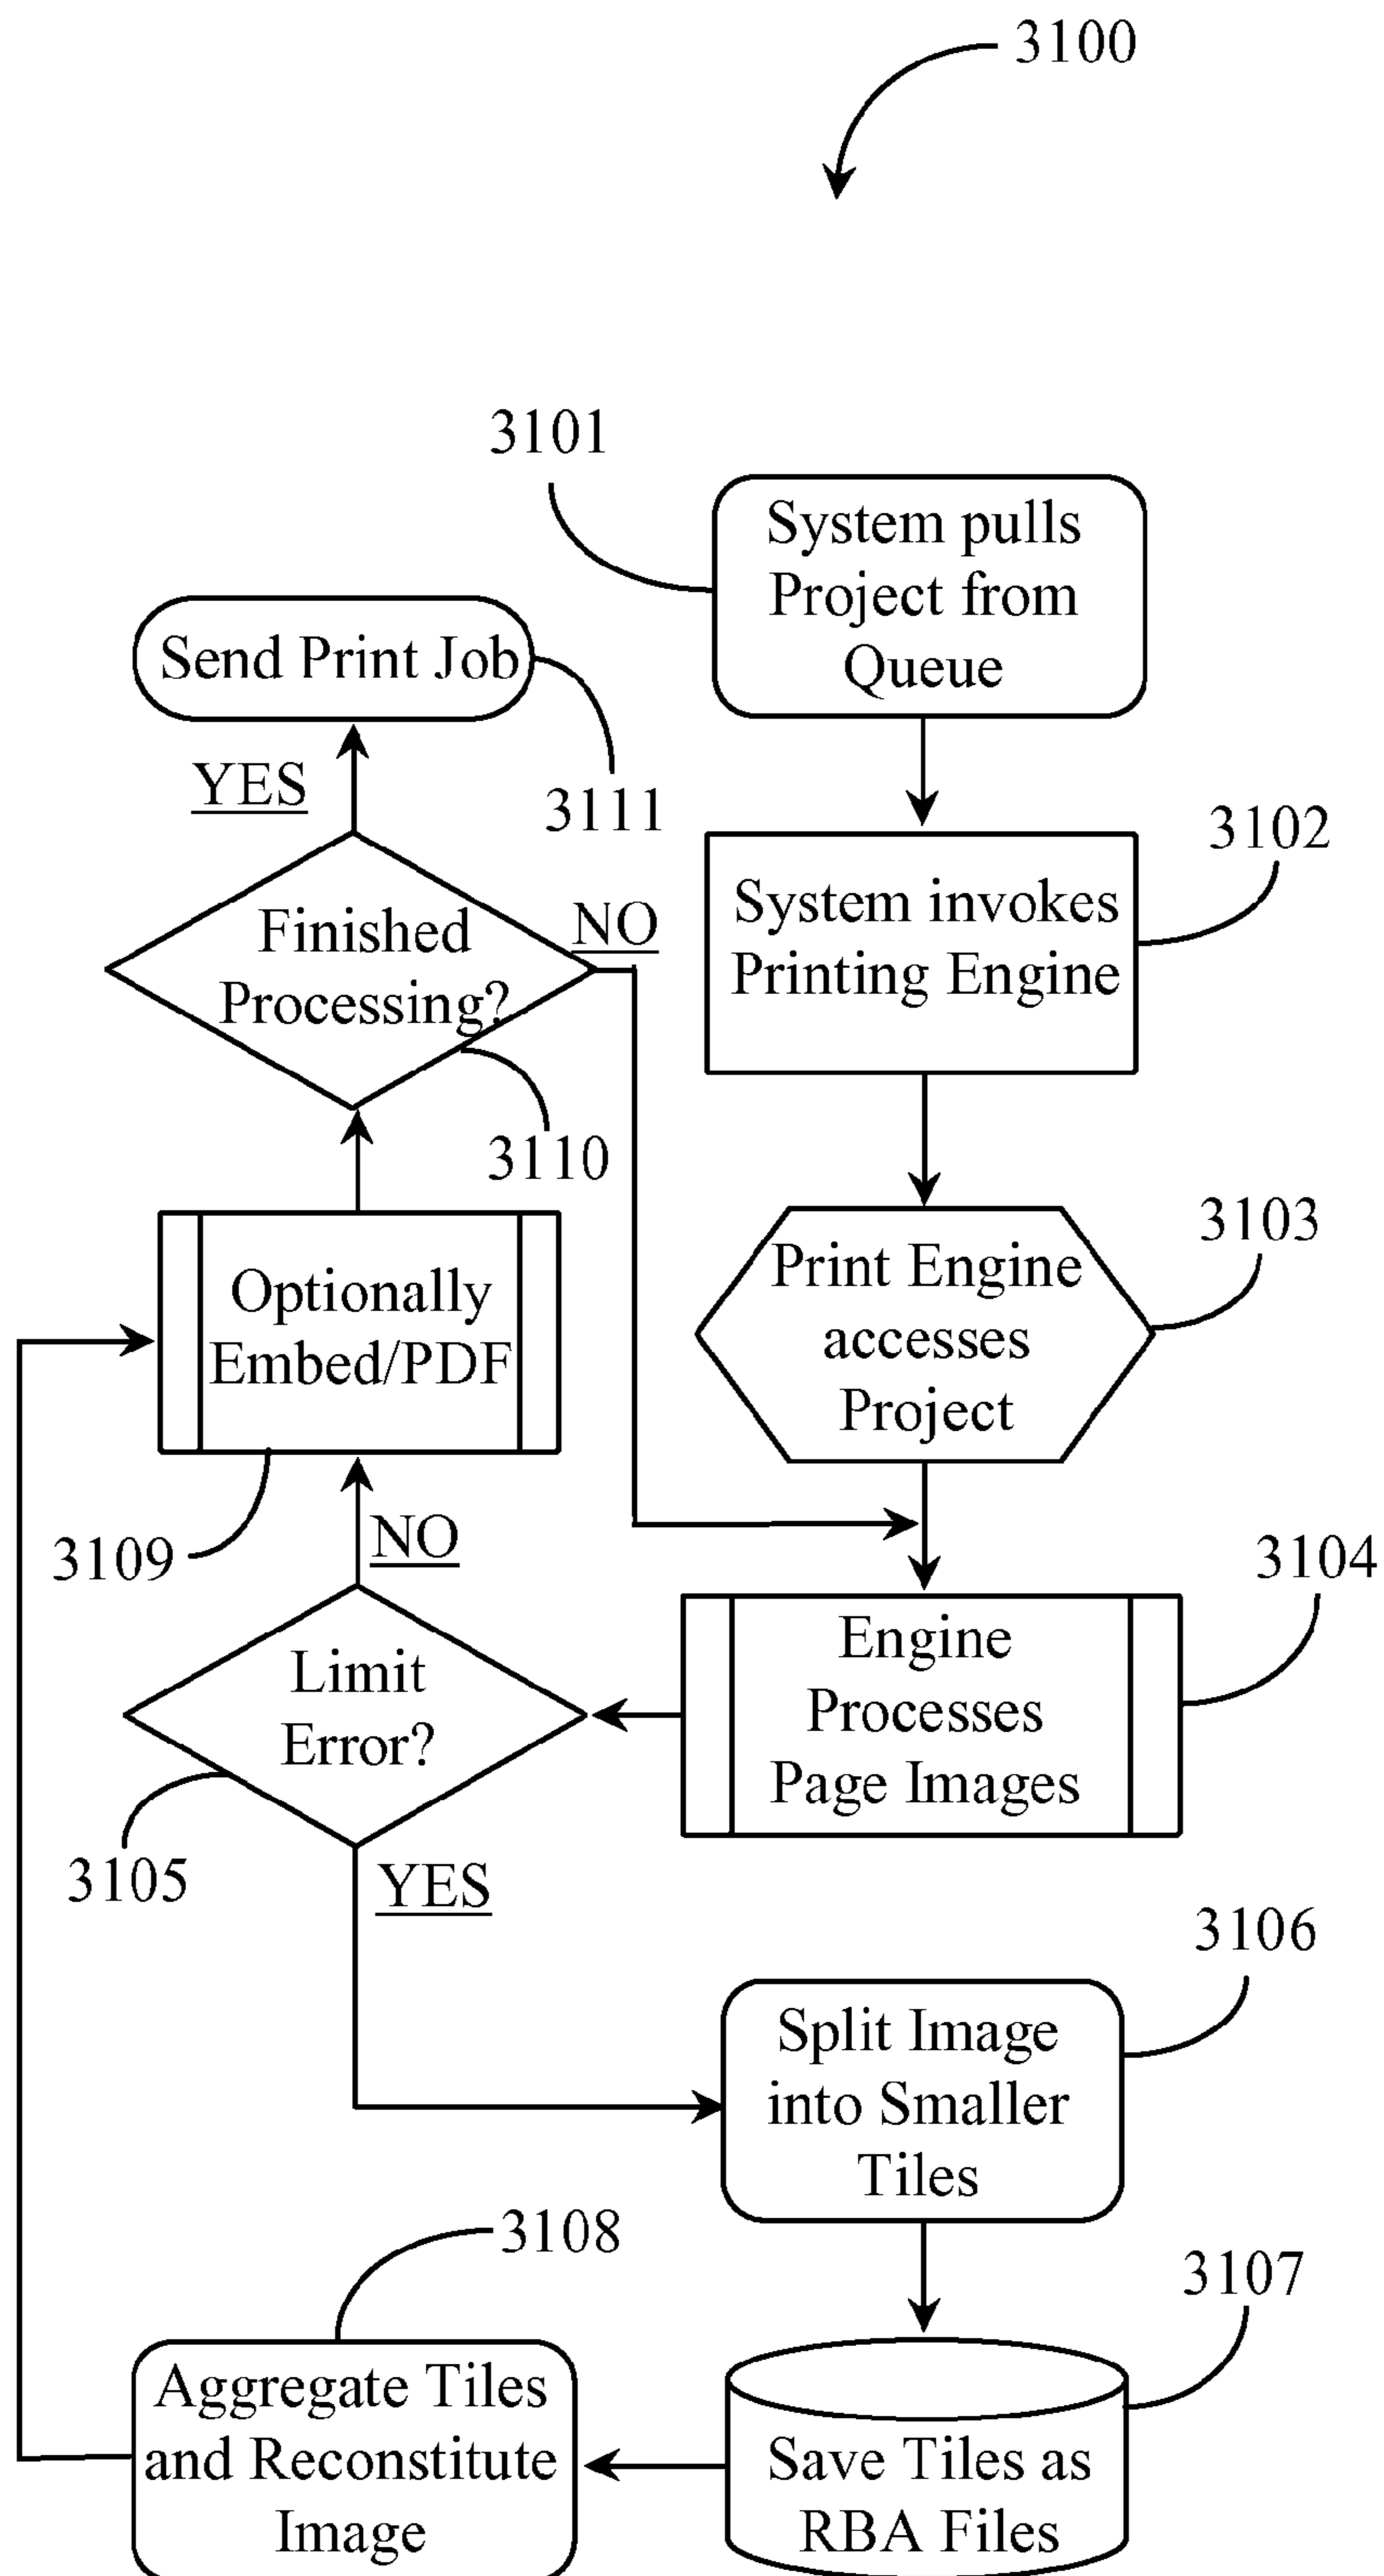 3100
3101
System pulls
Project from
Queue
Send Print Job
YES
3111
3102
System invokes
Printing Engine
Finished
Processing?
NO
3110
3103
Print Engine
accesses
Project
Optionally
Embed/PDF
3109
NO
3104
Engine
Processes
Page Images
Limit
Error?
3105
YES
3106
Split Image
into Smaller
Tiles
3108
3107
Aggregate Tiles
and Reconstitute
Image
Save Tiles as
RBA Files